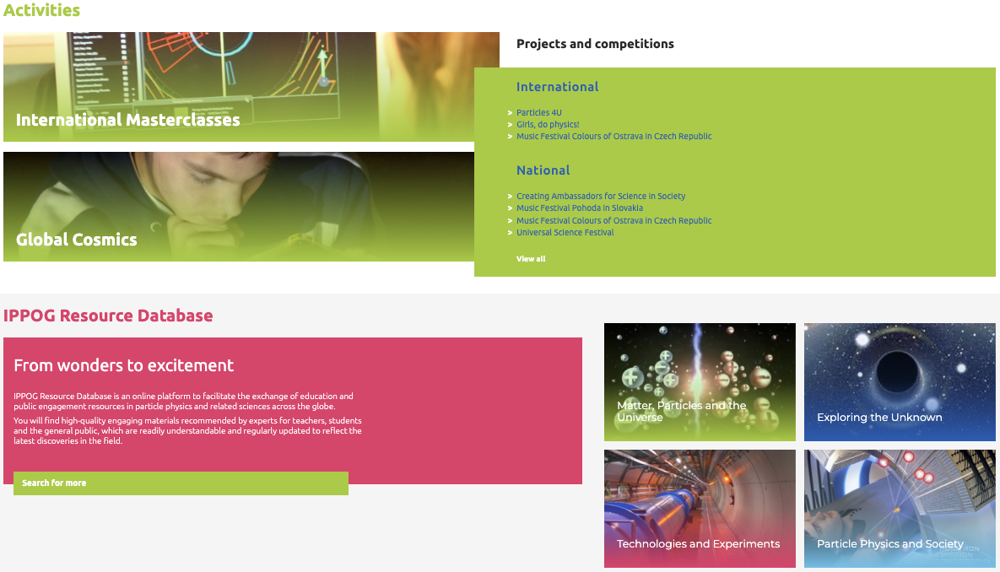 Activities
International Masterclasses
Global Cosmics
Projects and competitions
International
> Particles 4U
> Girls, do physics!
> Music Festival Colours of Ostrava in Czech Republic
National
> Creating Ambassadors for Science in Society
> Music Festival Pohoda in Slovakia
> Music Festival Colours of Ostrava in Czech Republic
> Universal Science Festival
View all
IPPOG Resource Database
From wonders to excitement
IPPOG Resource Database is an online platform to facilitate the exchange of education and
public engagement resources in particle physics and related sciences across the globe.
You will find high-quality engaging materials recommended by experts for teachers, students
and the general public, which are readily understandable and regularly updated to reflect the
latest discoveries in the field.
Search for more
Matter, Particles and the
Universe
Exploring the Unknown
Technologies and Experiments
Particle Physics and Society